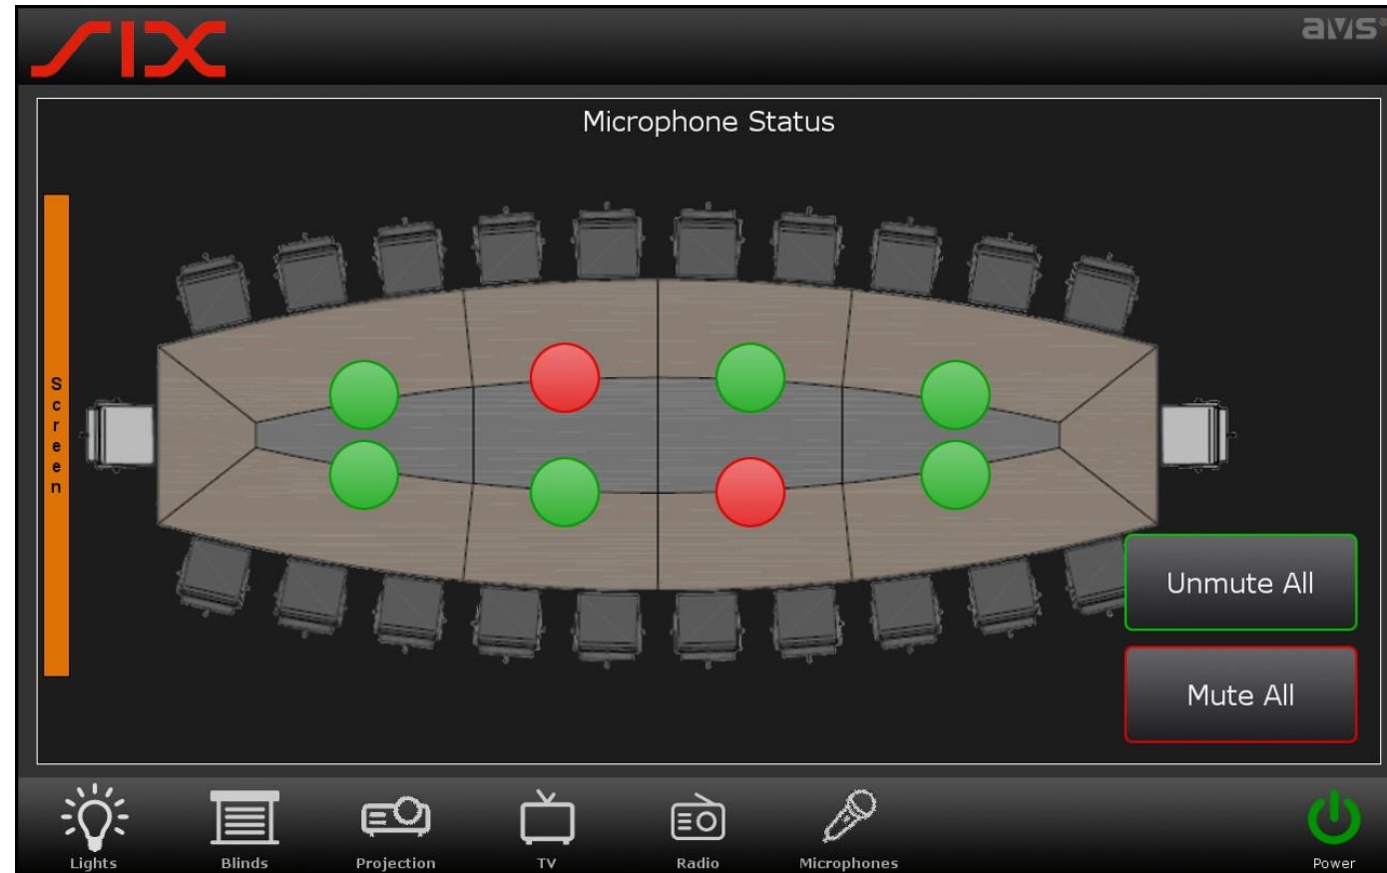 SIX
avs
Microphone Status
Screen
Unmute All
Mute All
Lights
Blinds
Projection
TV
Radio
Microphones
Power